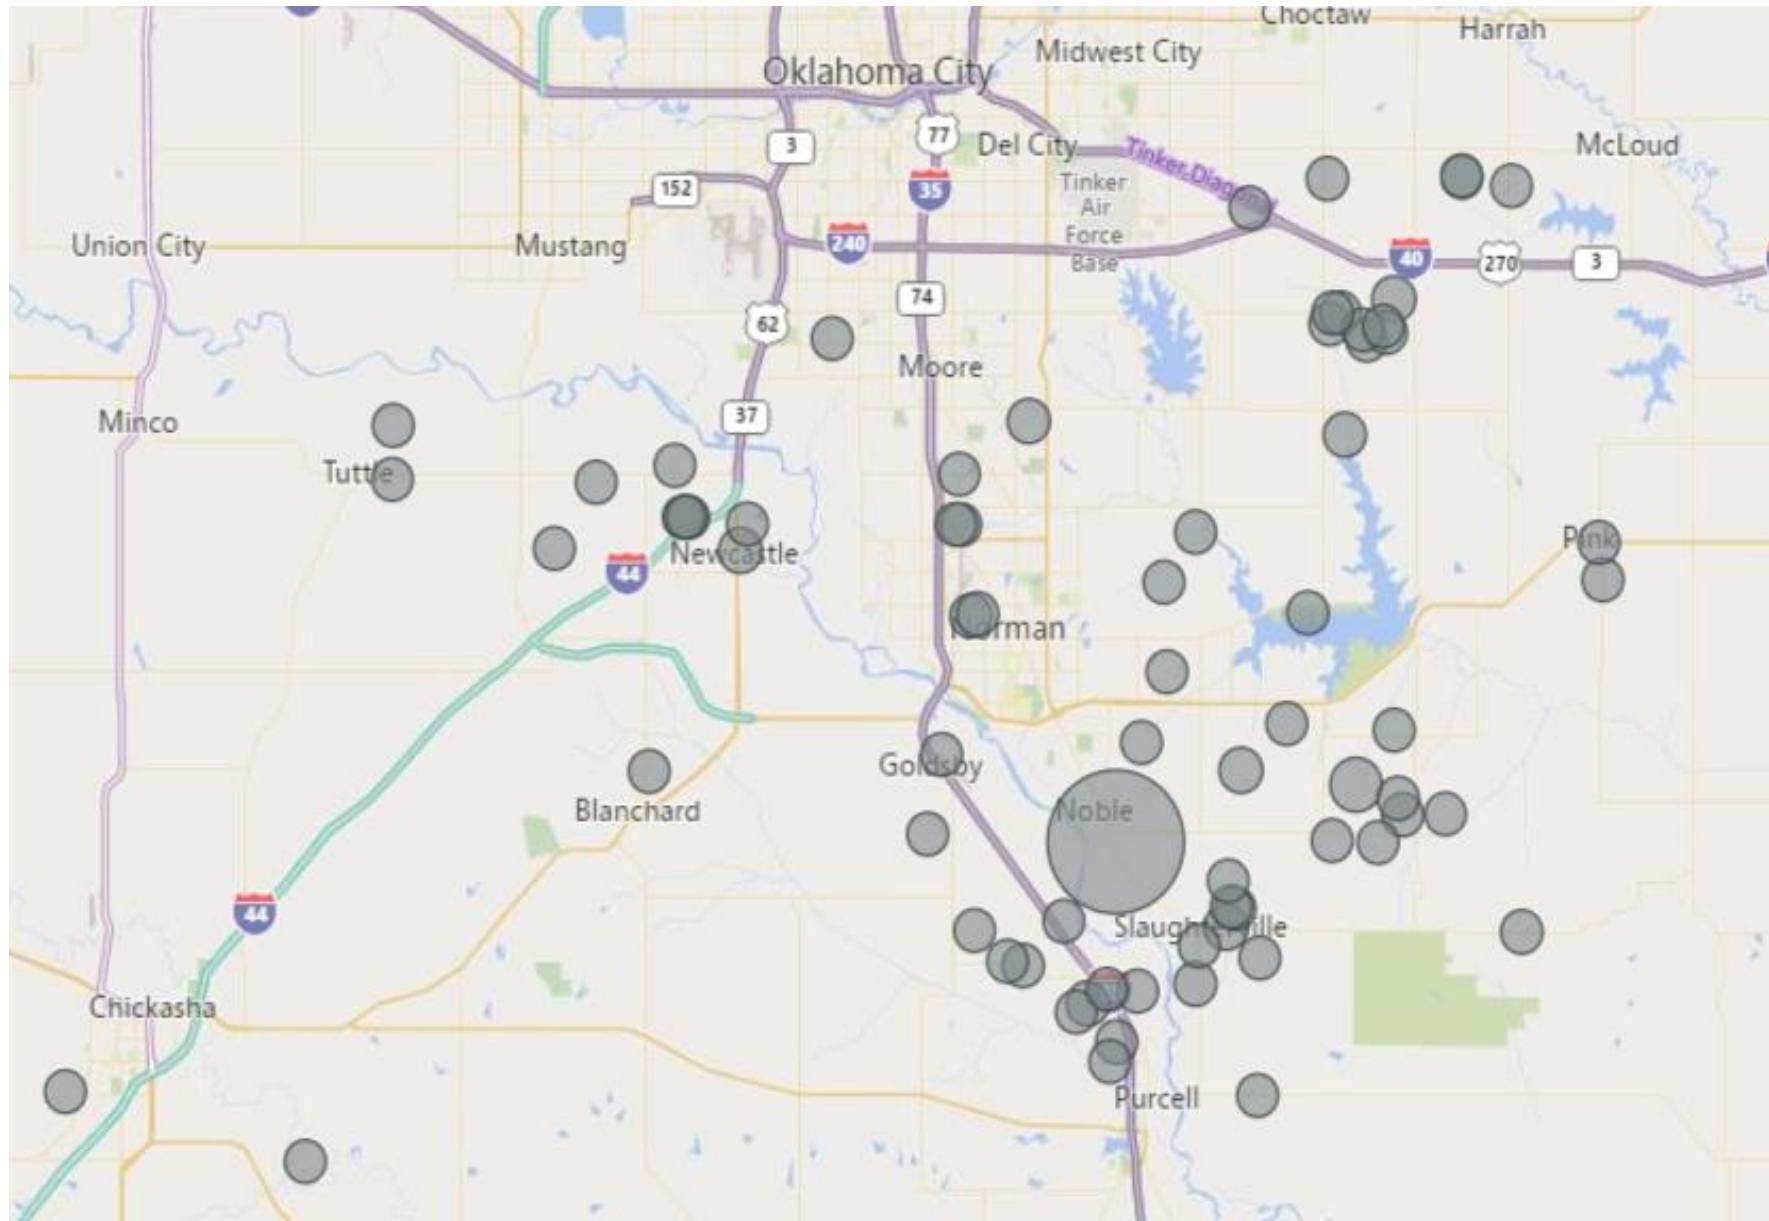 Choctaw
Harrah
Midwest City
Oklahoma City
77
3
Del City
McLoud
Tinker Diagonal
152
35
Tinker
Air
Force
Base
Union City
Mustang
240
40
270
3
74
62
Moore
37
Minco
Tuttle
Pink
Newcastle
44
Norman
Goldsby
Blanchard
Noble
44
Slaughterville
Chickasha
Purcell